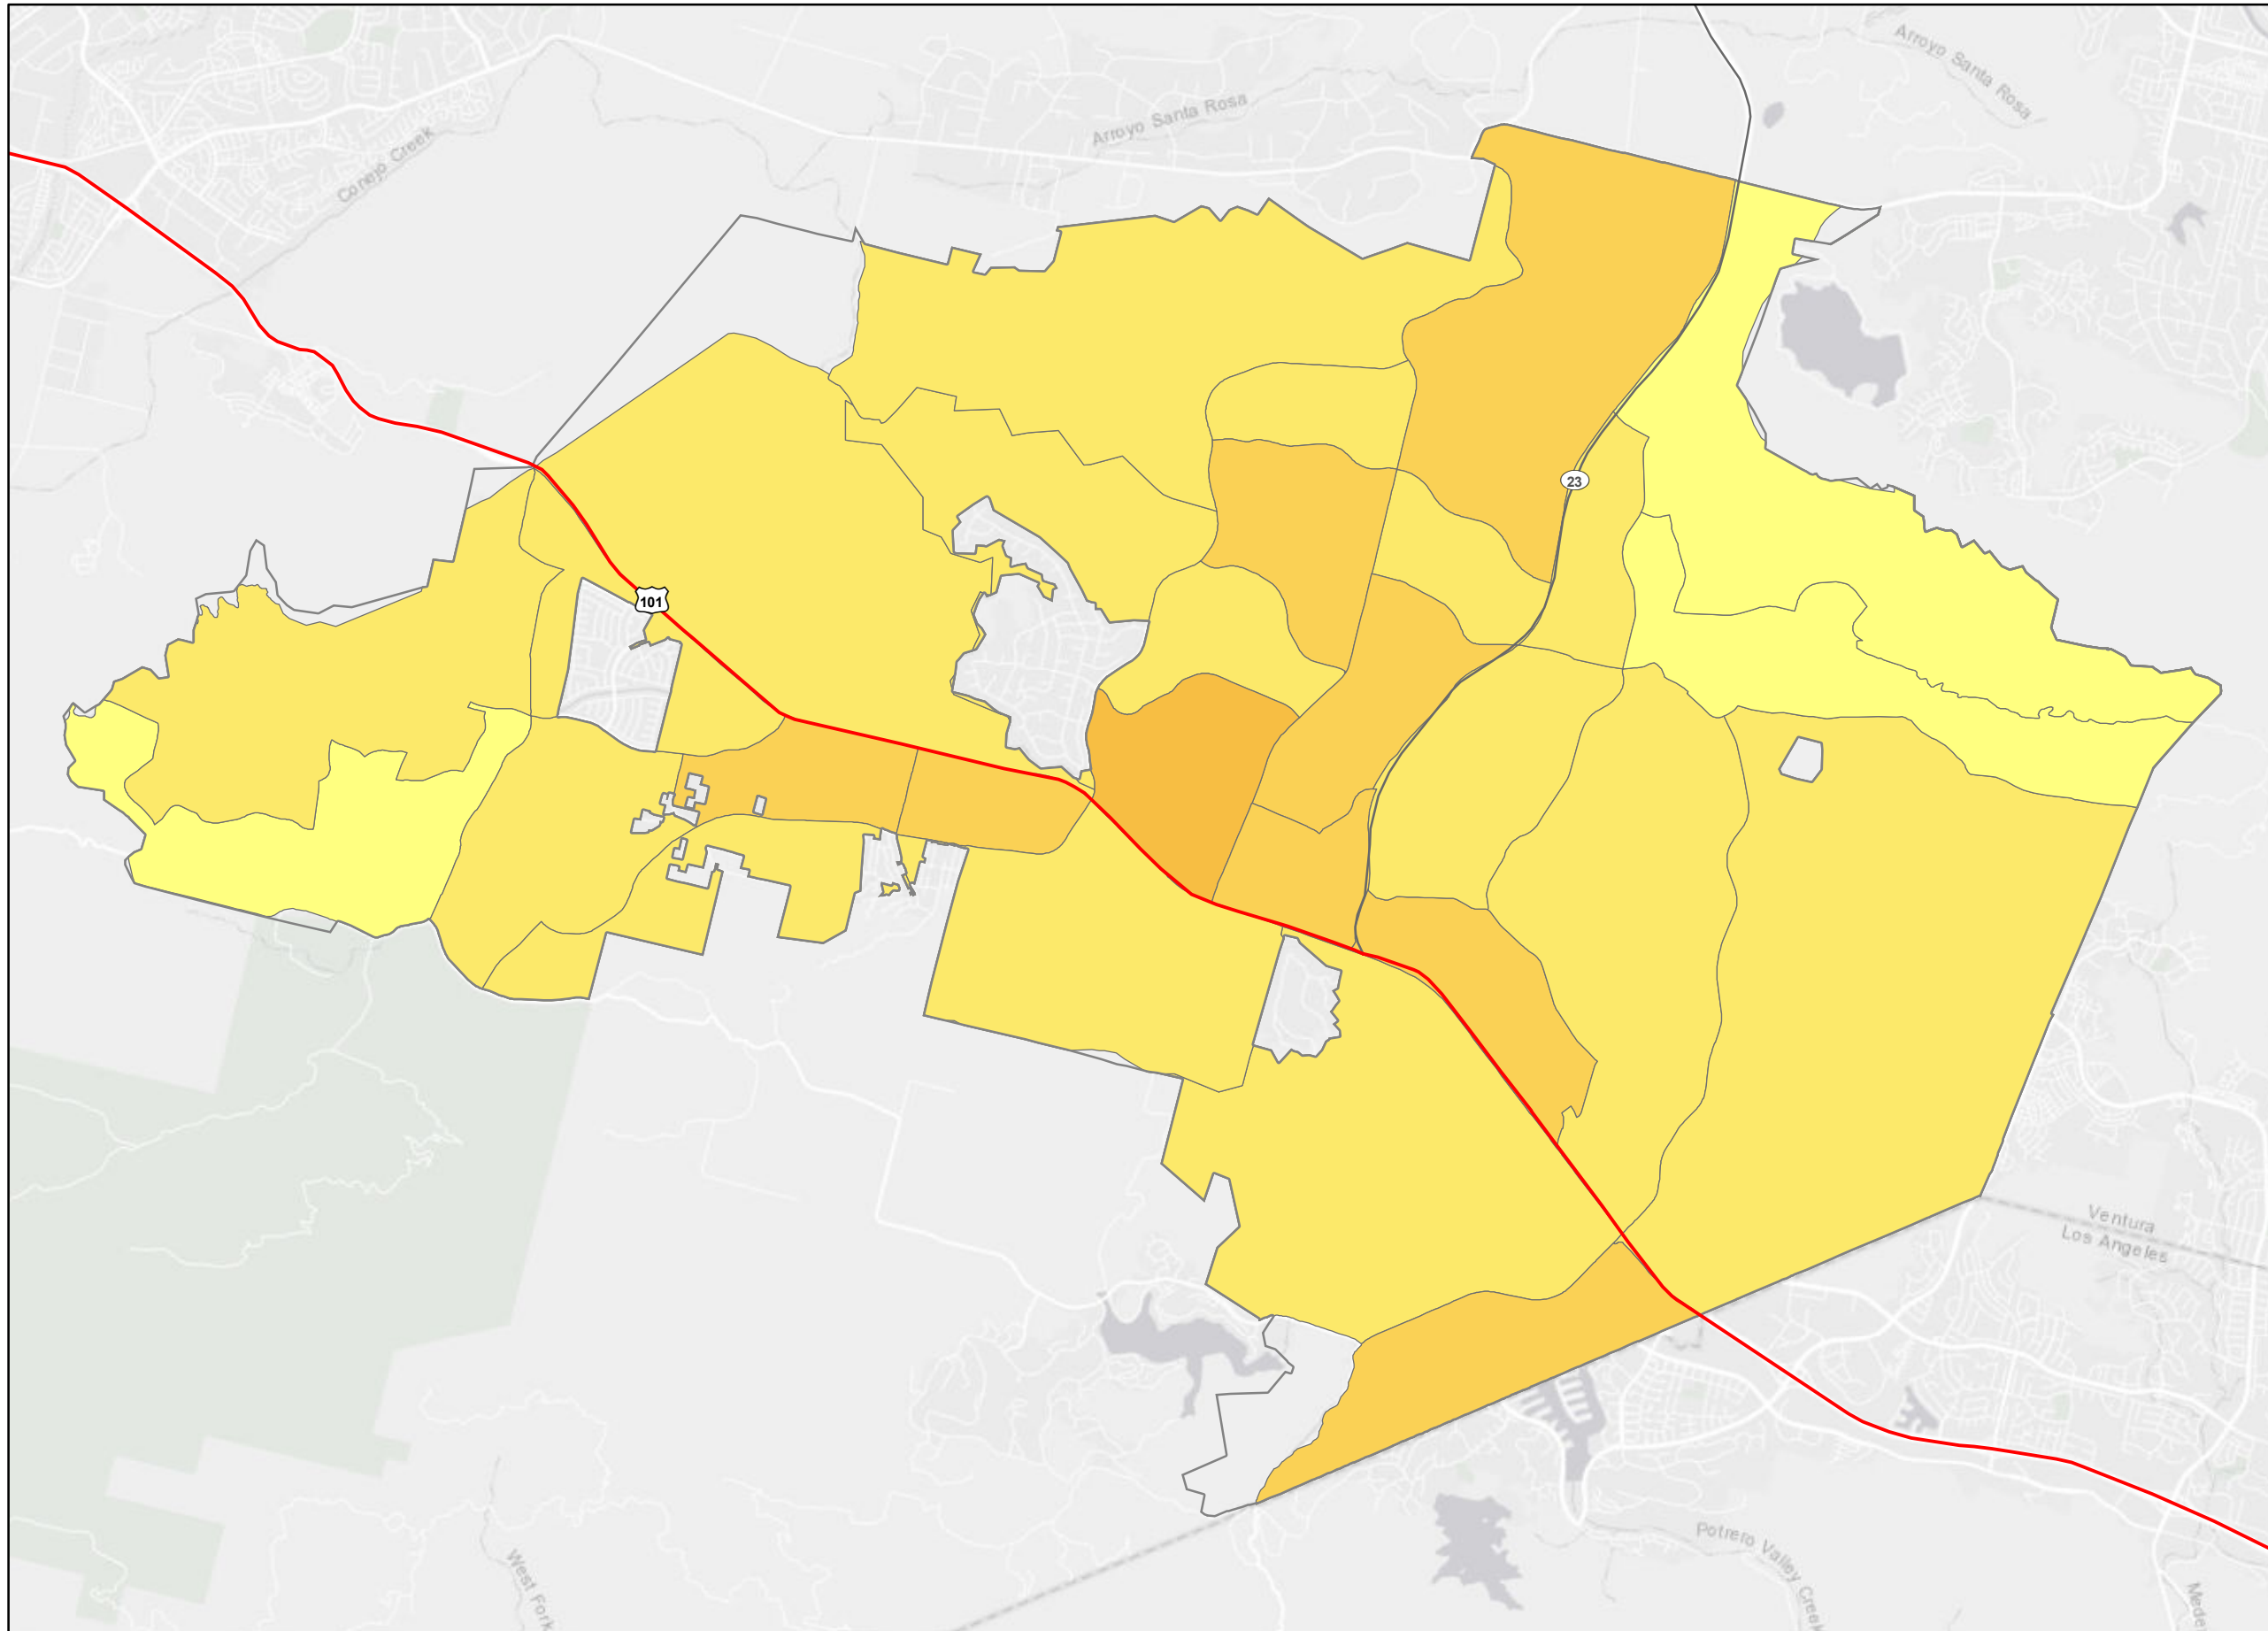 Arroyo Santa Rosa
Arroyo Santa Rosa
Conejo Creek
23
101
Ventura
Los Angeles
Potrero Valley Creek
West Fork